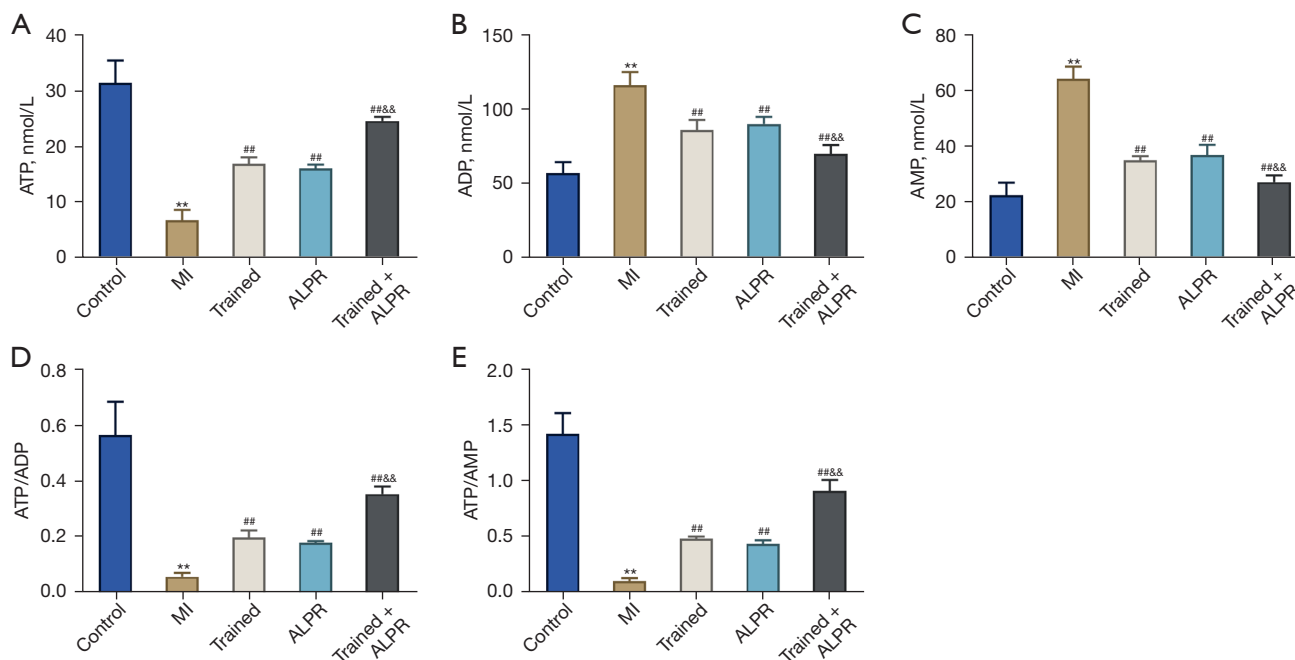 A
ATP, nmol/L
40
30
20
10
0
**
##
##
##&&
Control
MI
Trained
ALPR
Trained +
ALPR
B
ADP, nmol/L
150
100
50
0
**
##
##
##&&
Control
MI
Trained
ALPR
Trained +
ALPR
C
AMP, nmol/L
80
60
40
20
0
**
##
##
##&&
Control
MI
Trained
ALPR
Trained +
ALPR
D
ATP/ADP
0.8
0.6
0.4
0.2
0.0
**
##
##
##&&
Control
MI
Trained
ALPR
Trained +
ALPR
E
ATP/AMP
2.0
1.5
1.0
0.5
0.0
**
##
##
##&&
Control
MI
Trained
ALPR
Trained +
ALPR